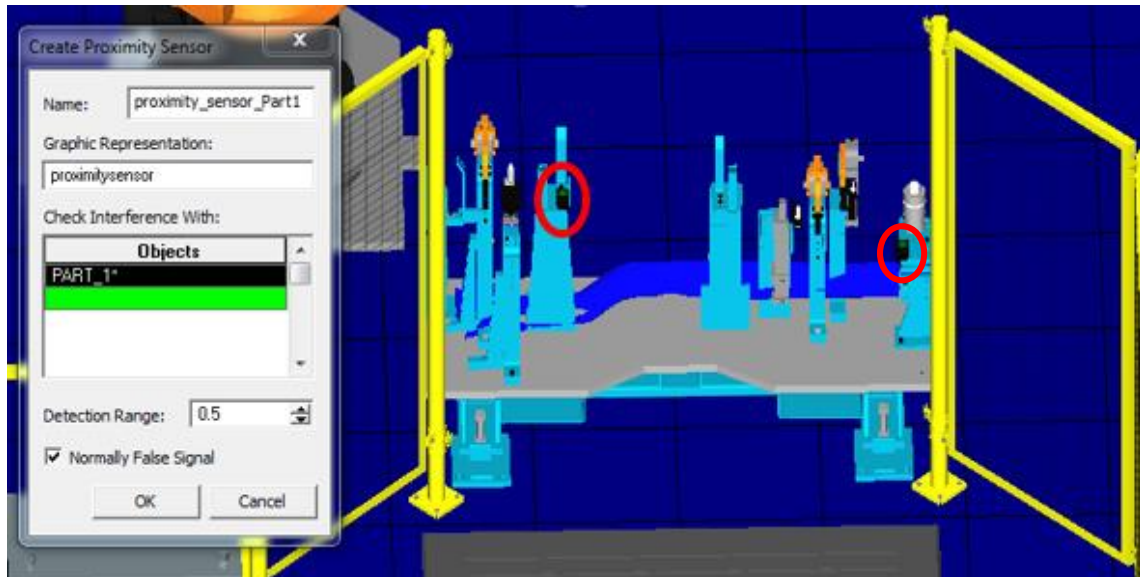 Create Proximity Sensor
Name: proximity_sensor_Part1
Graphic Representation:
proximitysensor
Check Interference With:
Objects
PART_1*
Detection Range: 0.5
Normally False Signal
OK Cancel